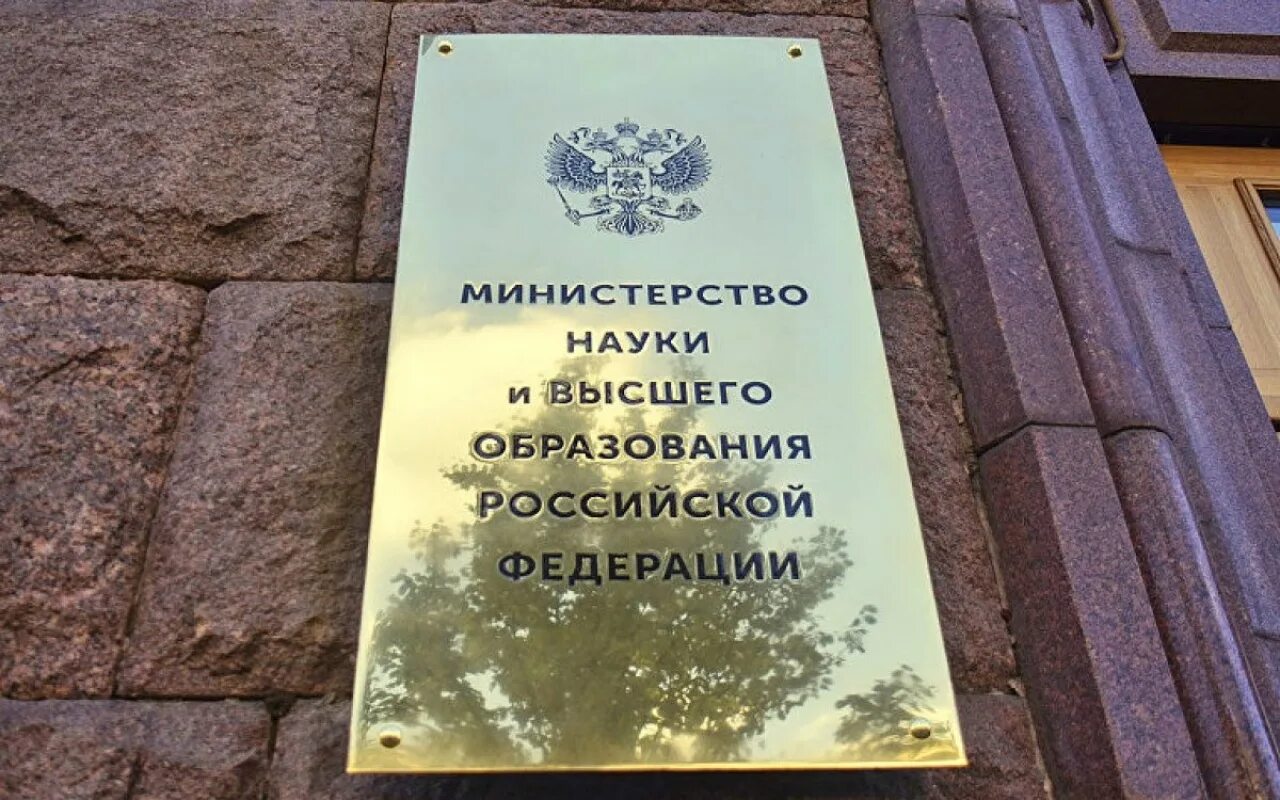 МИНИСТЕРСТВО
НАУКИ
и ВЫСШЕГО
ОБРАЗОВАНИЯ
РОССИЙСКОЙ
ФЕДЕРАЦИИ